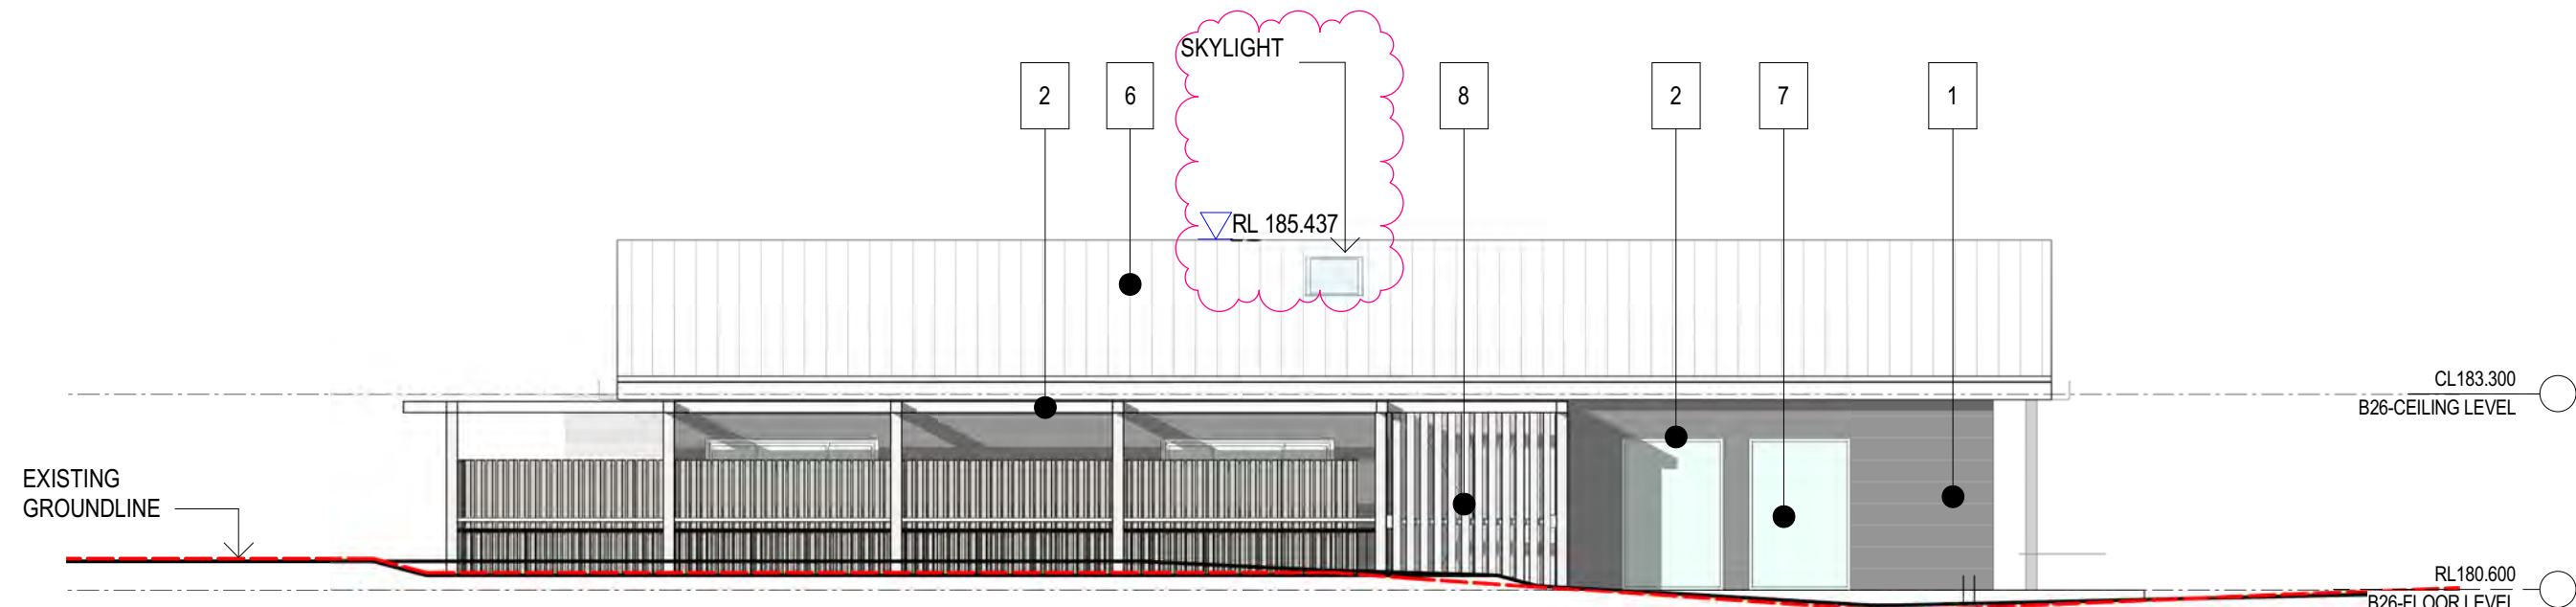 SKYLIGHT
2
6
8
2
7
1
RL 185.437
CL183.300
B26-CEILING LEVEL
EXISTING
GROUNDLINE
RL180.600
B26-FLOOR LEVEL